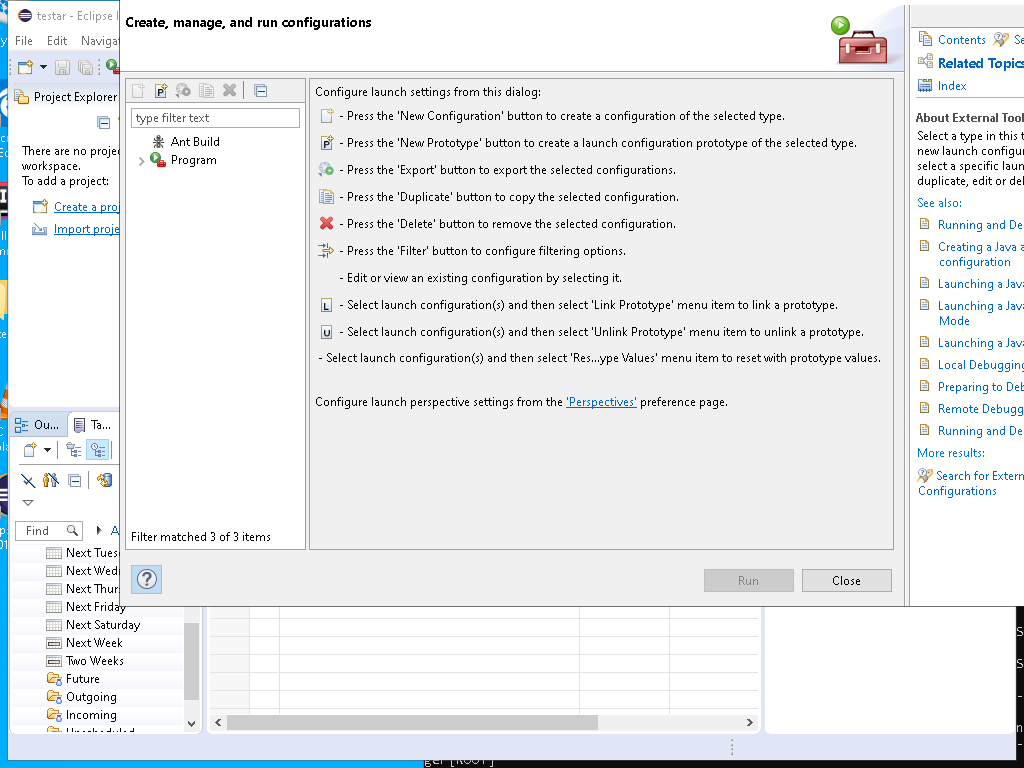 testar - Eclipse I
File Edit Navigat
Project Explorer
There are no proje
workspace.
To add a project:
Create a proj
Import proje
Ou...
Ta...
Find
A
Next Tues
Next Wedn
Next Thur
Next Friday
Next Saturday
Next Week
Two Weeks
Future
Outgoing
Incoming
Unscheduled
Create, manage, and run configurations
type filter text
Ant Build
Program
Filter matched 3 of 3 items
Configure launch settings from this dialog:
- Press the 'New Configuration' button to create a configuration of the selected type.
- Press the 'New Prototype' button to create a launch configuration prototype of the selected type.
- Press the 'Export' button to export the selected configurations.
- Press the 'Duplicate' button to copy the selected configuration.
- Press the 'Delete' button to remove the selected configuration.
- Press the 'Filter' button to configure filtering options.
- Edit or view an existing configuration by selecting it.
L - Select launch configuration(s) and then select 'Link Prototype' menu item to link a prototype.
U - Select launch configuration(s) and then select 'Unlink Prototype' menu item to unlink a prototype.
- Select launch configuration(s) and then select 'Res...ype Values' menu item to reset with prototype values.
Configure launch perspective settings from the 'Perspectives' preference page.
Run
Close
Contents Se
Related Topics
Index
About External Tool
Select a type in this t
new launch configur
select a specific laun
duplicate, edit or del
See also:
Running and De
Creating a Java a
configuration
Launching a Java
Launching a Java
Mode
Launching a Java
Local Debugging
Preparing to Deb
Remote Debugg
Running and De
More results:
Search for Extern
Configurations
ger [ROOT]